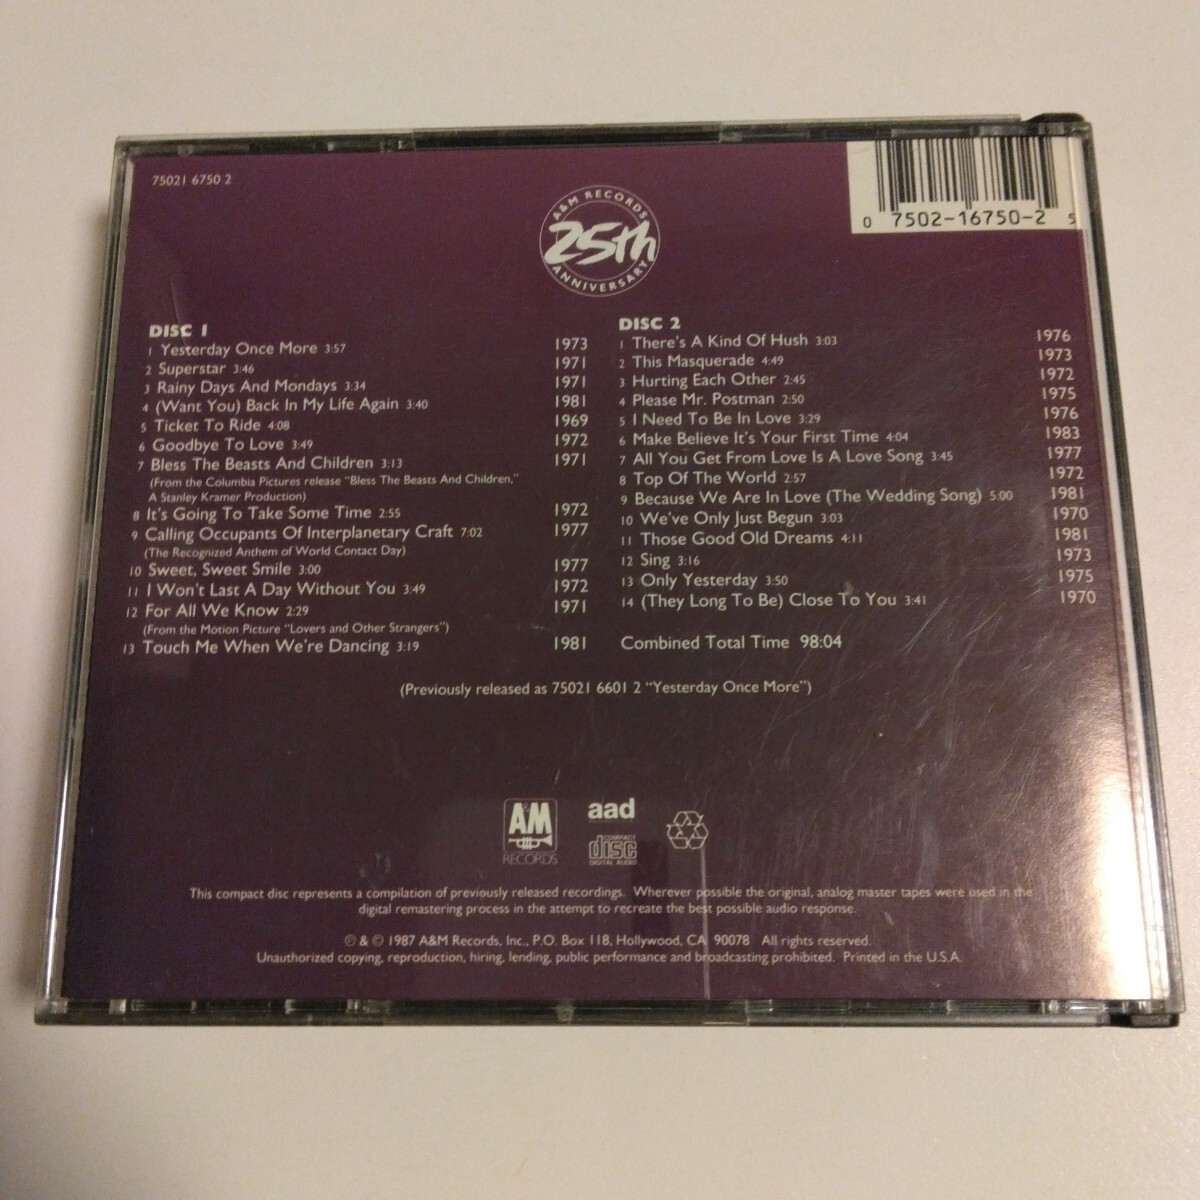 75021 6750 2
A&M RECORDS
25th
ANNIVERSARY
0 7502-16750-2 5
DISC 1
1 Yesterday Once More 3:57 1973
2 Superstar 3:46 1971
3 Rainy Days And Mondays 3:34 1971
4 (Want You) Back In My Life Again 3:40 1981
5 Ticket To Ride 4:08 1969
6 Goodbye To Love 3:49 1972
7 Bless The Beasts And Children 3:13 1971
(From the Columbia Pictures release "Bless The Beasts And Children,"
A Stanley Kramer Production)
8 It's Going To Take Some Time 2:55 1972
9 Calling Occupants Of Interplanetary Craft 7:02 1977
(The Recognized Anthem of World Contact Day)
10 Sweet, Sweet Smile 3:00 1977
11 I Won't Last A Day Without You 3:49 1972
12 For All We Know 2:29 1971
(From the Motion Picture "Lovers and Other Strangers")
13 Touch Me When We're Dancing 3:19 1981
DISC 2
1 There's A Kind Of Hush 3:03 1976
2 This Masquerade 4:49 1973
3 Hurting Each Other 2:45 1972
4 Please Mr. Postman 2:50 1975
5 I Need To Be In Love 3:29 1976
6 Make Believe It's Your First Time 4:04 1983
7 All You Get From Love Is A Love Song 3:45 1977
8 Top Of The World 2:57 1972
9 Because We Are In Love (The Wedding Song) 5:00 1981
10 We've Only Just Begun 3:03 1970
11 Those Good Old Dreams 4:11 1981
12 Sing 3:16 1973
13 Only Yesterday 3:50 1975
14 (They Long To Be) Close To You 3:41 1970
Combined Total Time 98:04
(Previously released as 75021 6601 2 "Yesterday Once More")
A&M
RECORDS
aad
COMPACT
disc
DIGITAL AUDIO
This compact disc represents a compilation of previously released recordings. Wherever possible the original, analog master tapes were used in the
digital remastering process in the attempt to recreate the best possible audio response.
℗ & © 1987 A&M Records, Inc., P.O. Box 118, Hollywood, CA 90078 All rights reserved.
Unauthorized copying, reproduction, hiring, lending, public performance and broadcasting prohibited. Printed in the U.S.A.